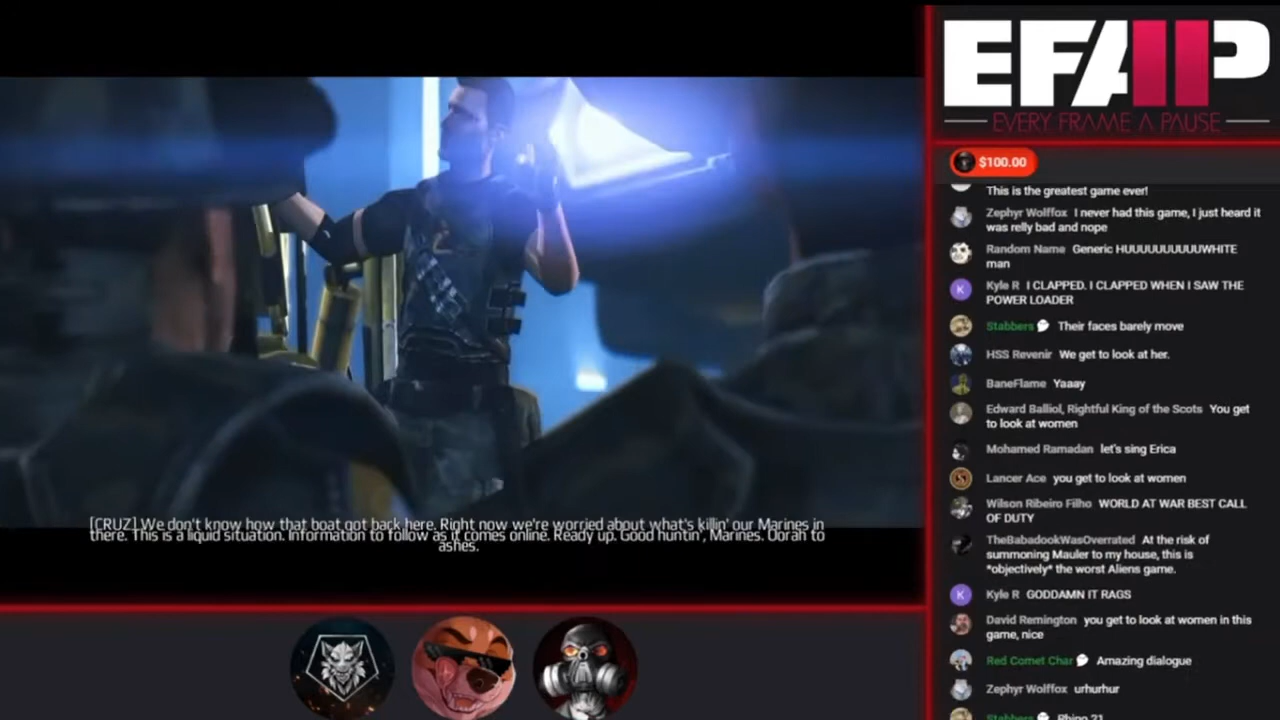 EFAP
EVERY FRAME A PAUSE
$100.00
This is the greatest game ever!
Zephyr Wolffox I never had this game, I just heard it
was relly bad and nope
Random Name Generic HUUUUUUUUUUWHITE
man
K
Kyle R I CLAPPED. I CLAPPED WHEN I SAW THE
POWER LOADER
Stabbers Their faces barely move
HSS Revenir We get to look at her.
BaneFlame Yaaay
Edward Balliol, Rightful King of the Scots You get
to look at women
Mohamed Ramadan let's sing Erica
Lancer Ace you get to look at women
Wilson Ribeiro Filho WORLD AT WAR BEST CALL
OF DUTY
TheBabadookWasOverrated At the risk of
summoning Mauler to my house, this is
*objectively* the worst Aliens game.
K
Kyle R GODDAMN IT RAGS
David Remington you get to look at women in this
game, nice
Red Comet Char Amazing dialogue
Zephyr Wolffox urhurhur
Stabbers Rhino 21
[CRUZ] We don't know how that boat got back here. Right now we're worried about what's killin' our Marines in
there. This is a liquid situation. Information to follow as it comes online. Ready up. Good huntin', Marines. Oorah to
ashes.